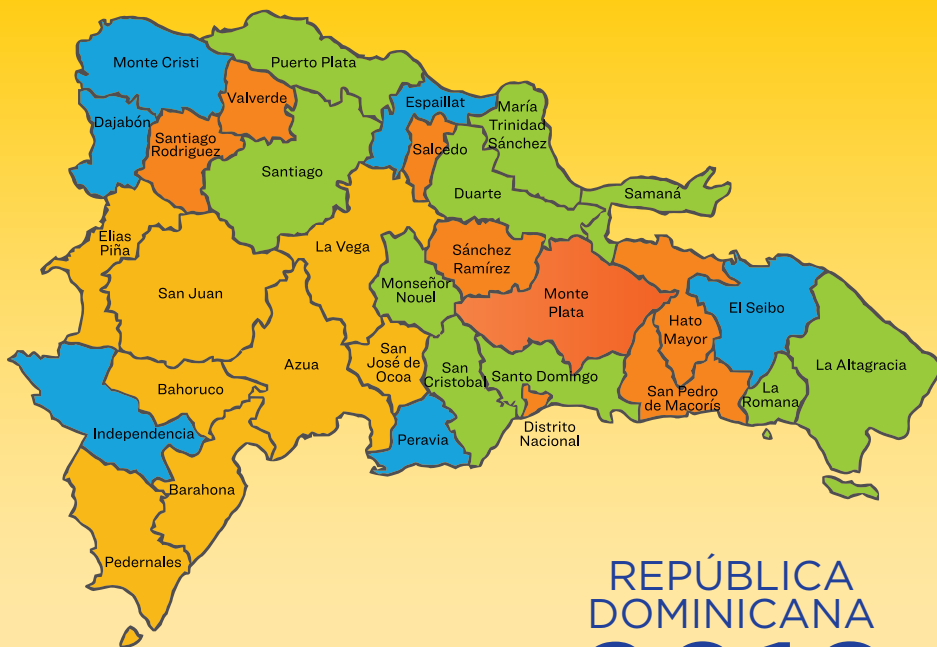 Puerto Plata
Monte Cristi
Valverde
Espaillat
María
Trinidad
Sánchez
Dajabón
Santiago
Rodriguez
Salcedo
Santiago
Duarte
Samaná
Elias
Piña
La Vega
Sánchez
Ramírez
Monseñor
Nouel
San Juan
Monte
Plata
El Seibo
Hato
Mayor
San
José de
Ocoa
Azua
San
Cristobal
Santo Domingo
La Altagracia
Bahoruco
San Pedro
de Macorís
La
Romana
Independencia
Peravia
Distrito
Nacional
Barahona
Pedernales
REPÚBLICA
DOMINICANA